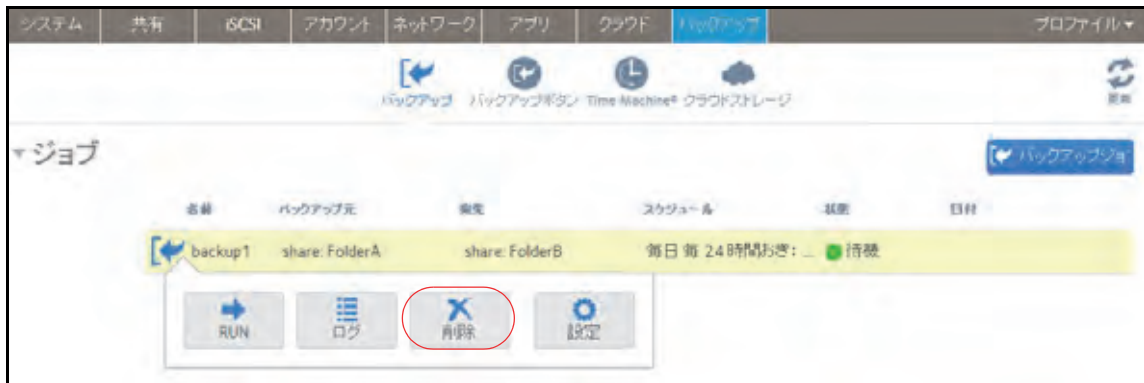 システム 共有 iSCSI アカウント ネットワーク アプリ クラウド バックアップ プロファイル
バックアップ バックアップボタン Time Machine® クラウドストレージ 更新
ジョブ
バックアップジョ
名前 バックアップ元 宛先 スケジュール 状態 日付
backup1 share: FolderA share: FolderB 毎日 毎 24 時間おき: ... 待機
RUN ログ 削除 設定